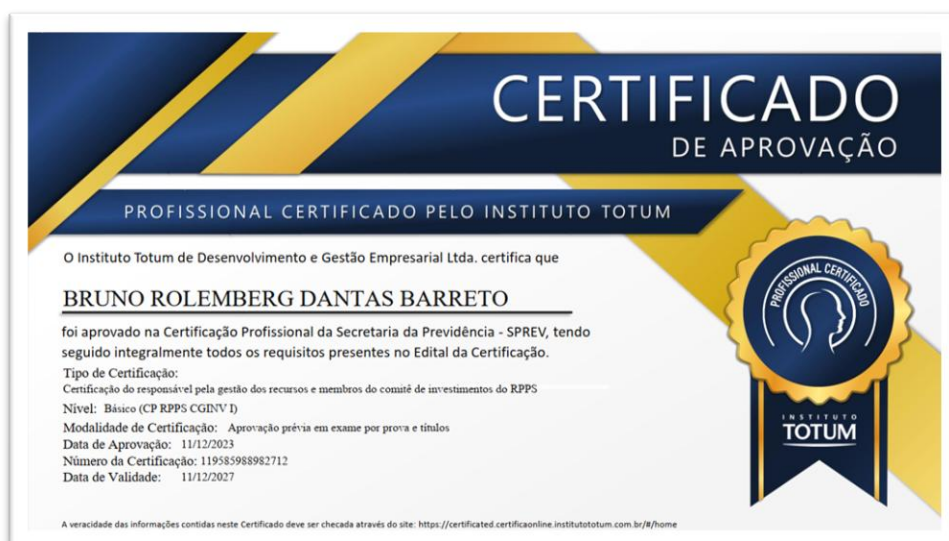 CERTIFICADO
DE APROVAÇÃO
PROFISSIONAL CERTIFICADO PELO INSTITUTO TOTUM
O Instituto Totum de Desenvolvimento e Gestão Empresarial Ltda. certifica que
BRUNO ROLEMBERG DANTAS BARRETO
foi aprovado na Certificação Profissional da Secretaria da Previdência - SPREV, tendo
seguido integralmente todos os requisitos presentes no Edital da Certificação.
Tipo de Certificação:
Certificação do responsável pela gestão dos recursos e membros do comitê de investimentos do RPPS
Nível: Básico (CP RPPS CGINV I)
Modalidade de Certificação: Aprovação prévia em exame por prova e títulos
Data de Aprovação: 11/12/2023
Número da Certificação: 119585988982712
Data de Validade: 11/12/2027
PROFISSIONAL CERTIFICADO
INSTITUTO
TOTUM
A veracidade das informações contidas neste Certificado deve ser checada através do site: https://certificated.certificaonline.institutototum.com.br/#/home